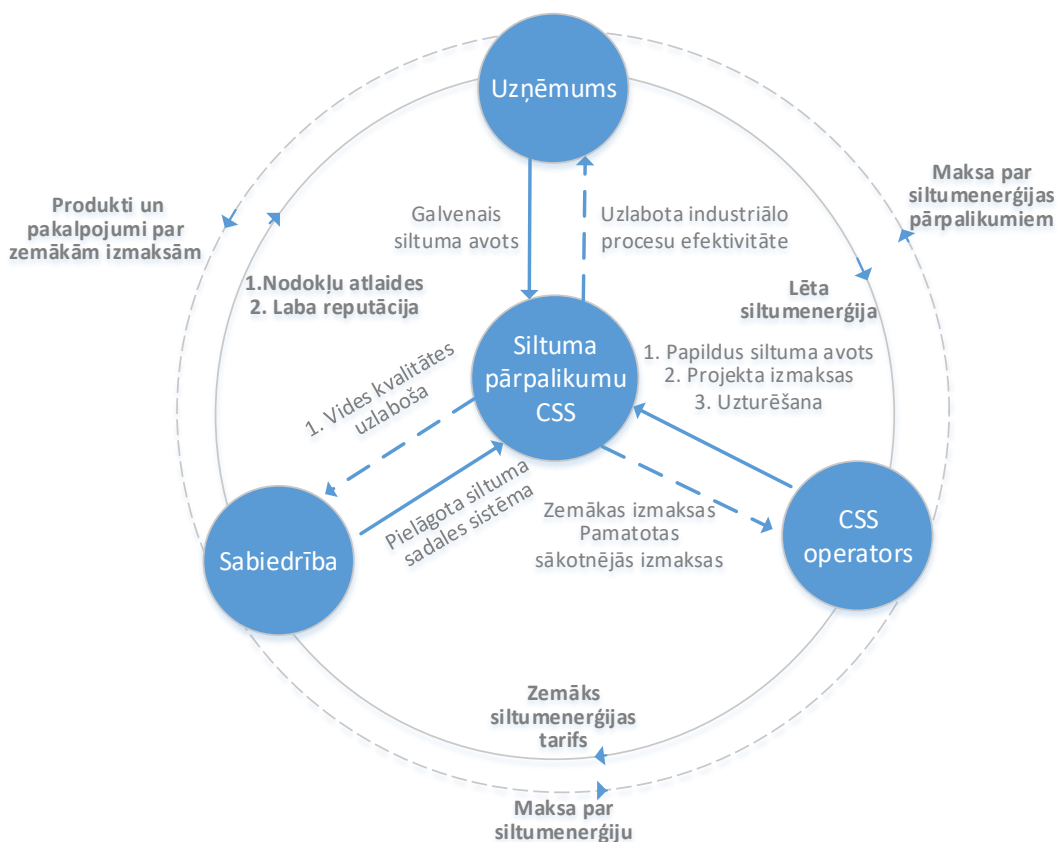 Uzņēmums
Produkti un
pakalpojumi par
zemākām izmaksām
Maksa par
siltumenerģijas
pārpalikumiem
Galvenais
siltuma avots
Uzlabota industriālo
procesu efektivitāte
1.Nodokļu atlaides
2. Laba reputācija
Lēta
siltumenerģija
Siltuma
pārpalikumu
CSS
1. Papildus siltuma avots
2. Projekta izmaksas
3. Uzturēšana
1. Vides kvalitātes
uzlaboša
Pielāgota siltuma
sadales sistēma
Zemākas izmaksas
Pamatotas
sākotnējās izmaksas
Sabiedrība
CSS
operators
Zemāks
siltumenerģijas
tarifs
Maksa par
siltumenerģiju